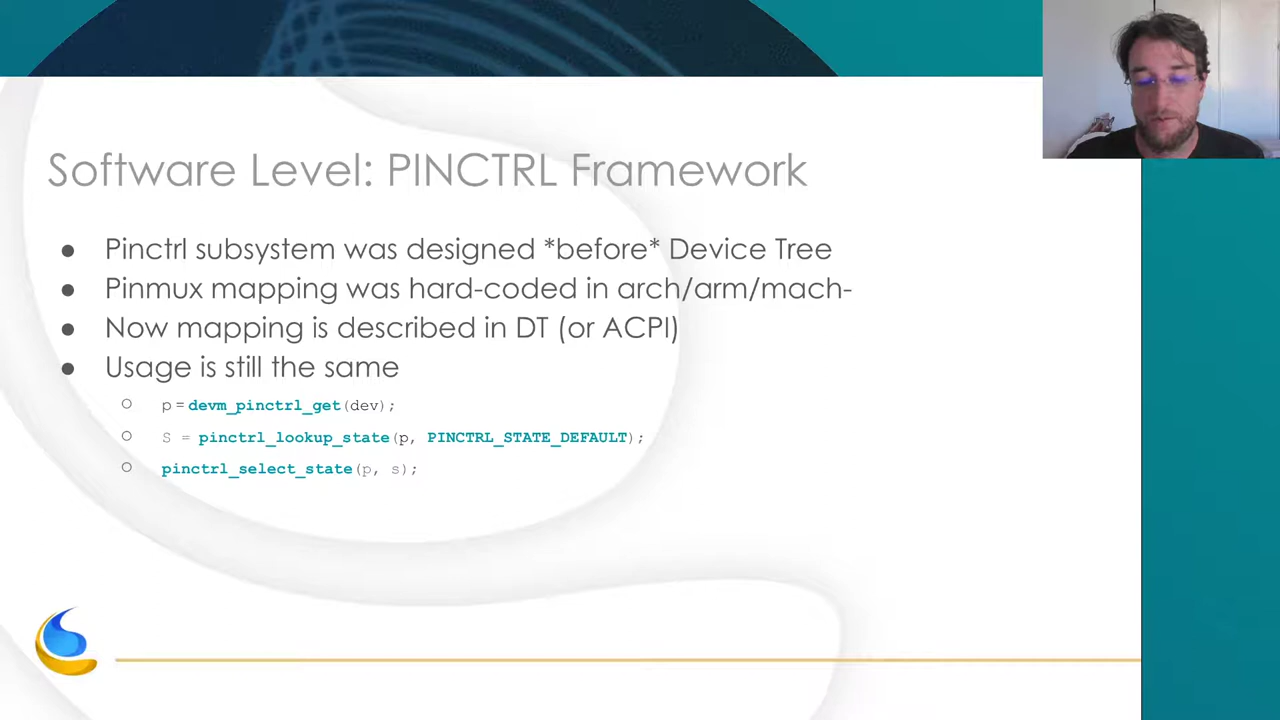 Software Level: PINCTRL Framework
● Pinctrl subsystem was designed *before* Device Tree
● Pinmux mapping was hard-coded in arch/arm/mach-
● Now mapping is described in DT (or ACPI)
● Usage is still the same
○ p = devm_pinctrl_get(dev);
○ S = pinctrl_lookup_state(p, PINCTRL_STATE_DEFAULT);
○ pinctrl_select_state(p, s);